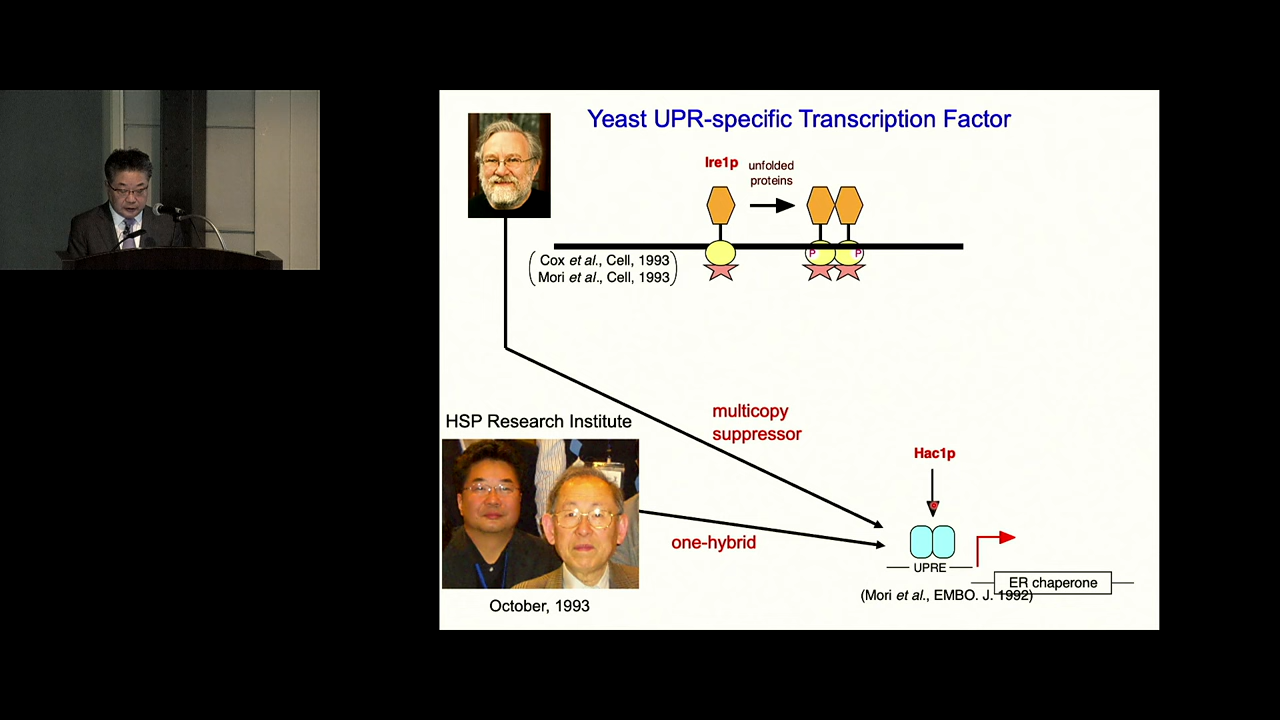 Yeast UPR-specific Transcription Factor
Ire1p
unfolded
proteins
P
P
Cox et al., Cell, 1993
Mori et al., Cell, 1993
HSP Research Institute
multicopy
suppressor
Hac1p
one-hybrid
UPRE
ER chaperone
(Mori et al., EMBO. J. 1992)
October, 1993